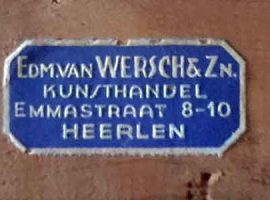 EDM.VAN WERSCH & ZN.
KUNSTHANDEL
EMMASTRAAT 8-10
HEERLEN